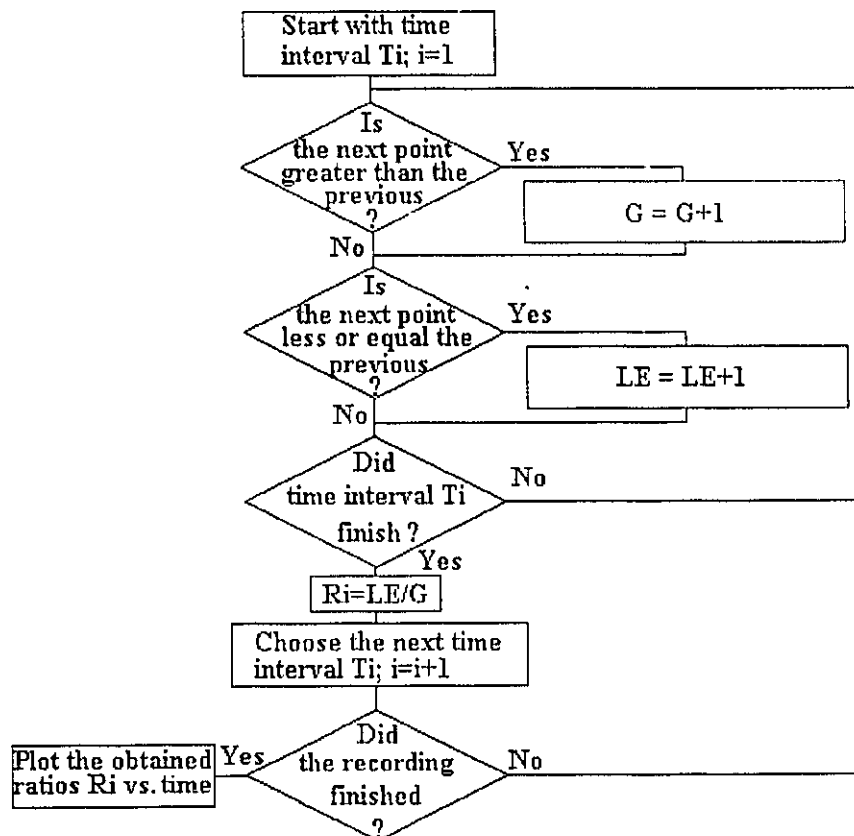 Start with time
interval Ti; i=1
Is
the next point
greater than the
previous
?
Yes
G = G+1
No
Is
the next point
less or equal the
previous
?
Yes
LE = LE+1
No
Did
time interval Ti
finish ?
No
Yes
Ri=LE/G
Choose the next time
interval Ti; i=i+1
Did
the recording
finished
?
No
Yes
Plot the obtained
ratios Ri vs. time